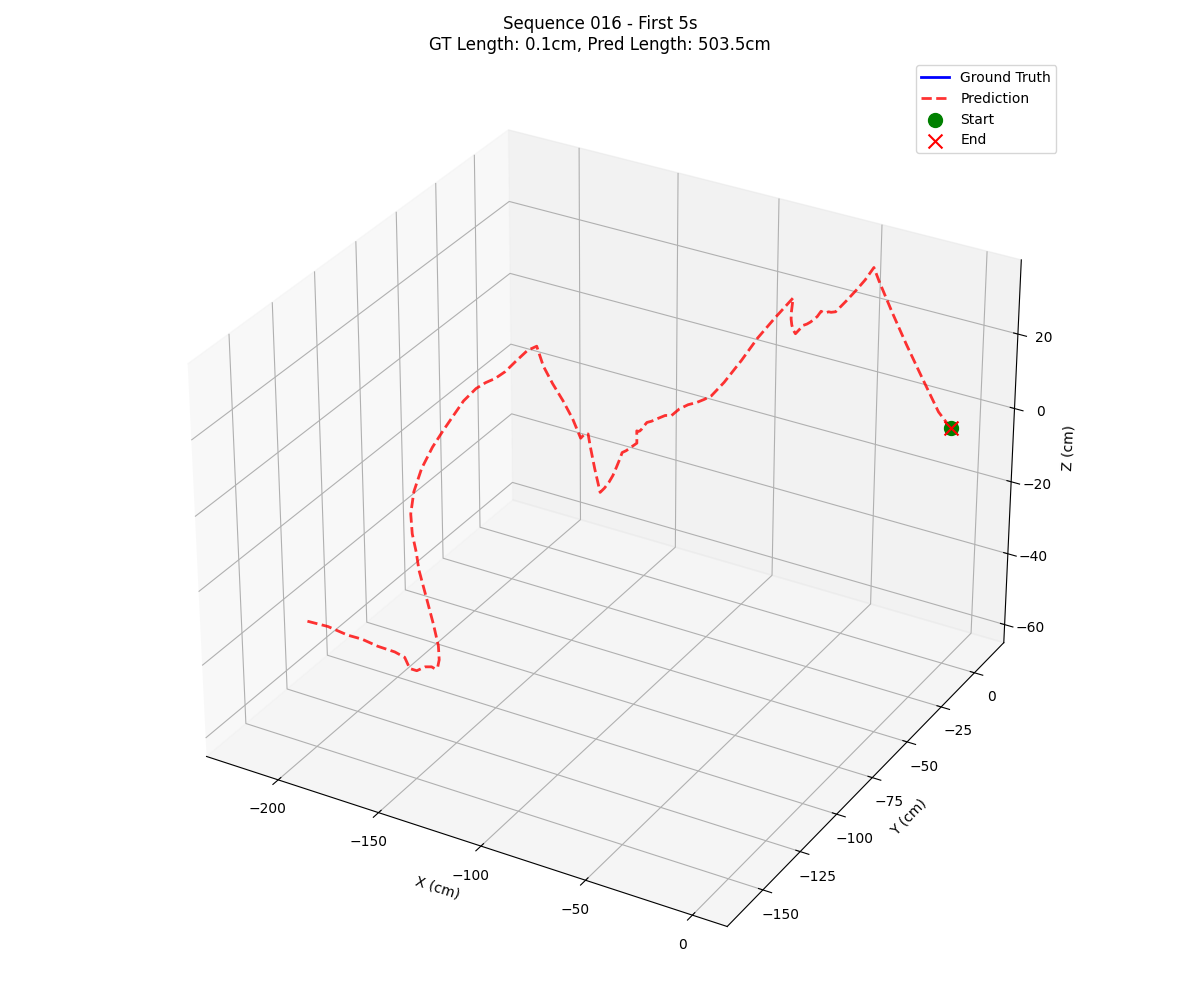 Sequence 016 - First 5s
GT Length: 0.1cm, Pred Length: 503.5cm
Ground Truth
Prediction
Start
End
20
0
−20
−40
−60
Z (cm)
0
−25
−50
−75
−100
−125
−150
Y (cm)
−200
−150
−100
−50
0
X (cm)